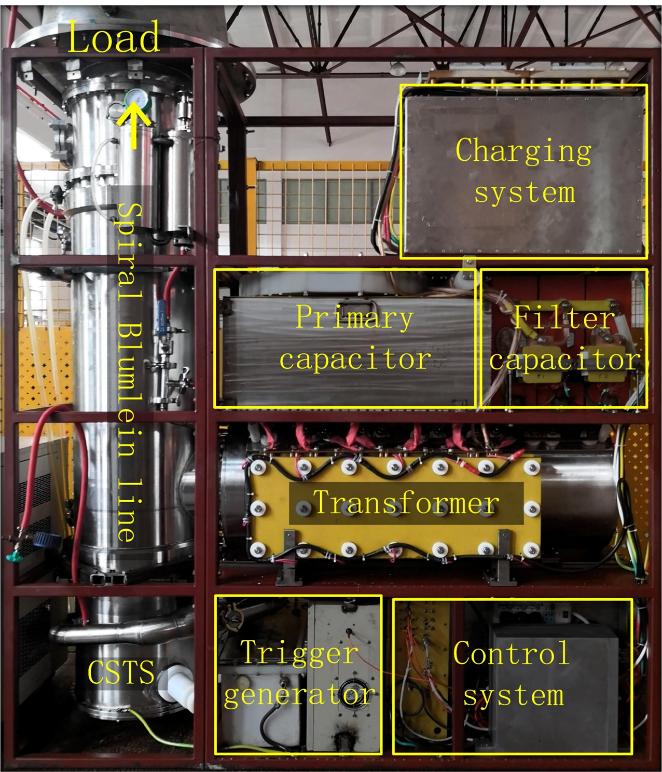 Load
Charging
system
Spiral Blumlein line
Primary
capacitor
Filter
capacitor
Transformer
CSTS
Trigger
generator
Control
system